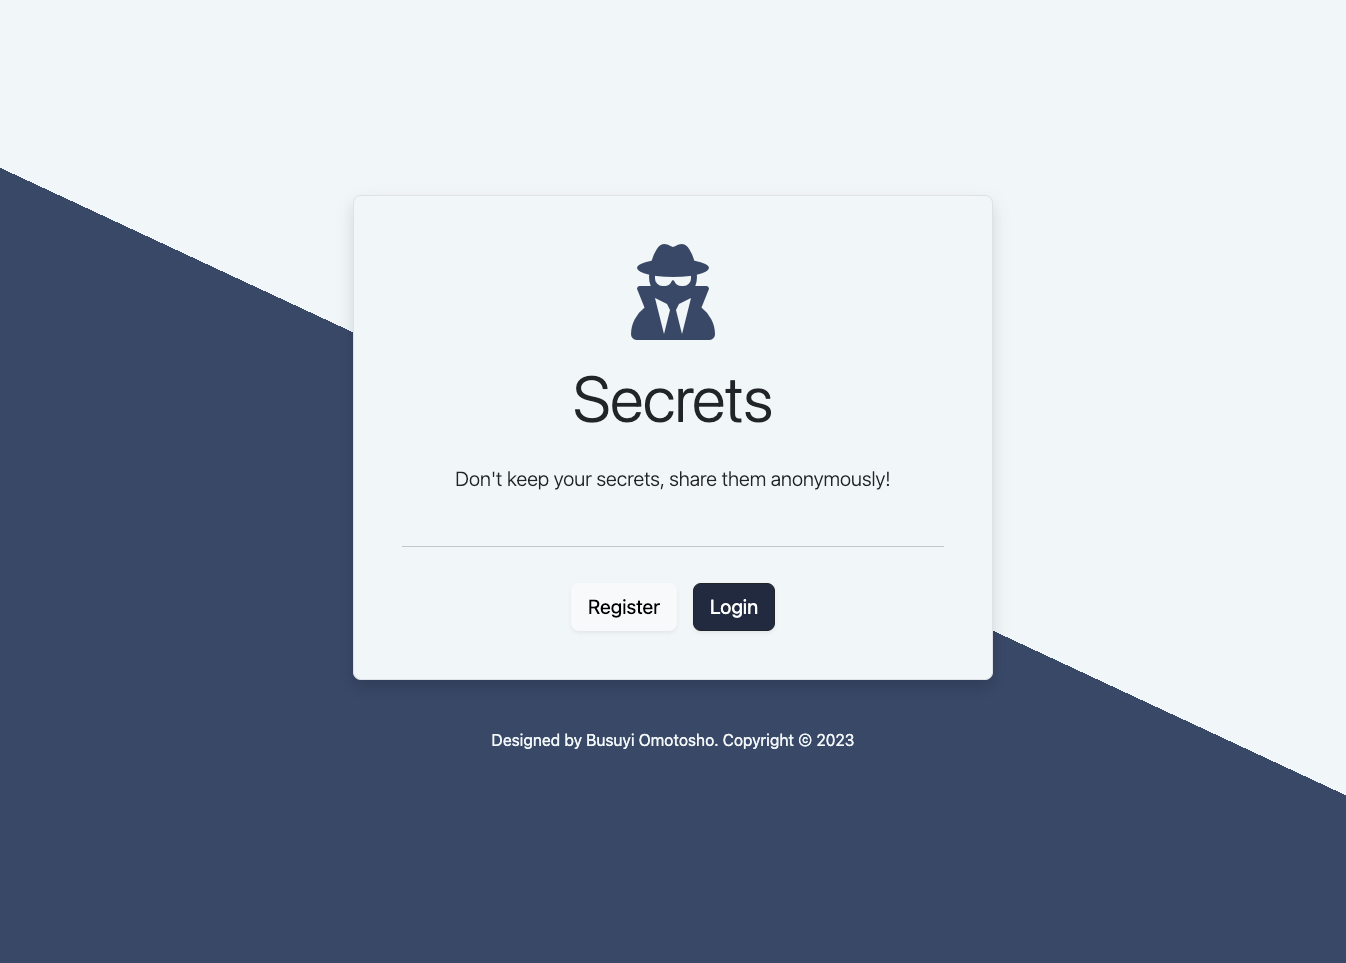 Secrets
Don't keep your secrets, share them anonymously!
Register Login
Designed by Busuyi Omotosho. Copyright © 2023